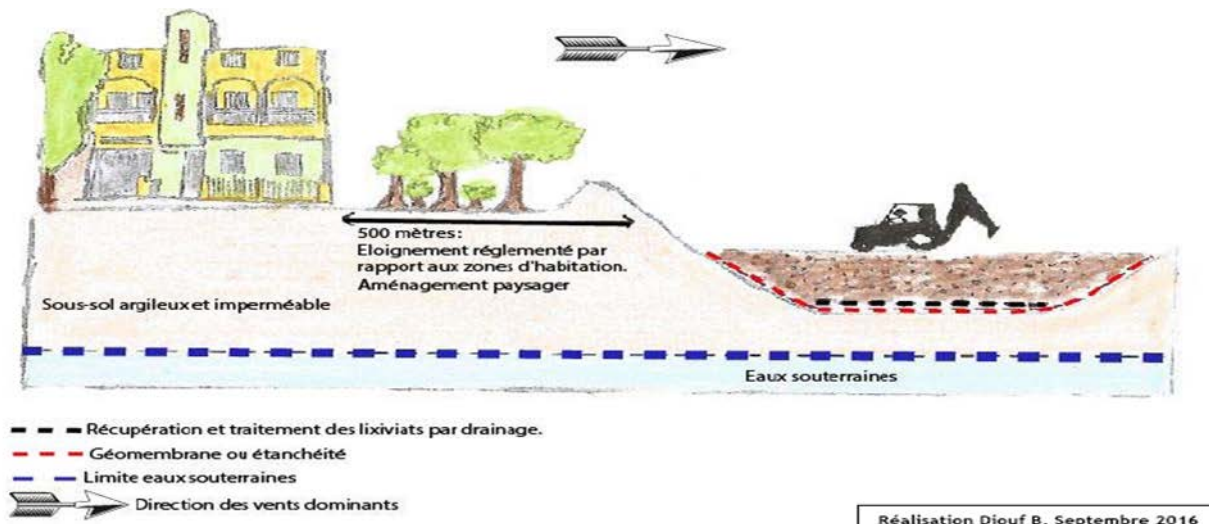 500 mètres:
Eloignement réglementé par
rapport aux zones d'habitation.
Aménagement paysager
Sous-sol argileux et imperméable
Eaux souterraines
Récupération et traitement des lixiviats par drainage.
Géomembrane ou étanchéité
Limite eaux souterraines
Direction des vents dominants
Réalisation Diouf B. Septembre 2016